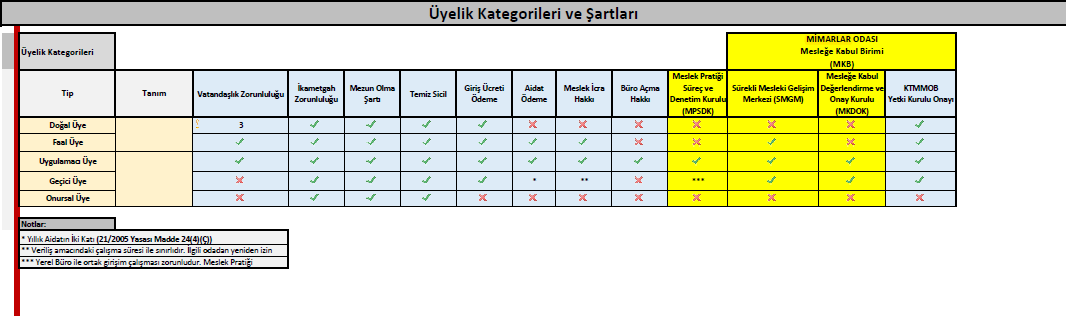 Üyelik Kategorileri ve Şartları
Üyelik Kategorileri
MİMARLAR ODASI
Mesleğe Kabul Birimi
(MKB)
Tip
Tanım
Vatandaşlık Zorunluluğu
İkametgah
Zorunluluğu
Mezun Olma
Şartı
Temiz Sicil
Giriş Ücreti
Ödeme
Aidat
Ödeme
Meslek İcra
Hakkı
Büro Açma
Hakkı
Meslek Pratiği
Süreç ve
Denetim Kurulu
(MPSDK)
Sürekli Mesleki Gelişim
Merkezi (SMGM)
Mesleğe Kabul
Değerlendirme ve
Onay Kurulu
(MKDOK)
KTMMOB
Yetki Kurulu Onayı
Doğal Üye 3 ✓ ✓ ✓ ✓ ✗ ✗ ✗ ✗ ✗ ✗ ✓
Faal Üye ✓ ✓ ✓ ✓ ✓ ✓ ✓ ✗ ✗ ✓ ✗ ✓
Uygulamacı Üye ✓ ✓ ✓ ✓ ✓ ✓ ✓ ✓ ✓ ✓ ✓ ✓
Geçici Üye ✗ ✓ ✓ ✓ ✓ * ** ✗ *** ✓ ✓ ✓
Onursal Üye ✗ ✓ ✓ ✓ ✗ ✗ ✗ ✗ ✗ ✗ ✗ ✗
Notlar:
* Yıllık Aidatın İki Katı (21/2005 Yasası Madde 24(4)(Ç))
** Veriliş amacındaki çalışma süresi ile sınırlıdır. İlgili odadan yeniden izin
*** Yerel Büro ile ortak girişim çalışması zorunludur. Meslek Pratiği